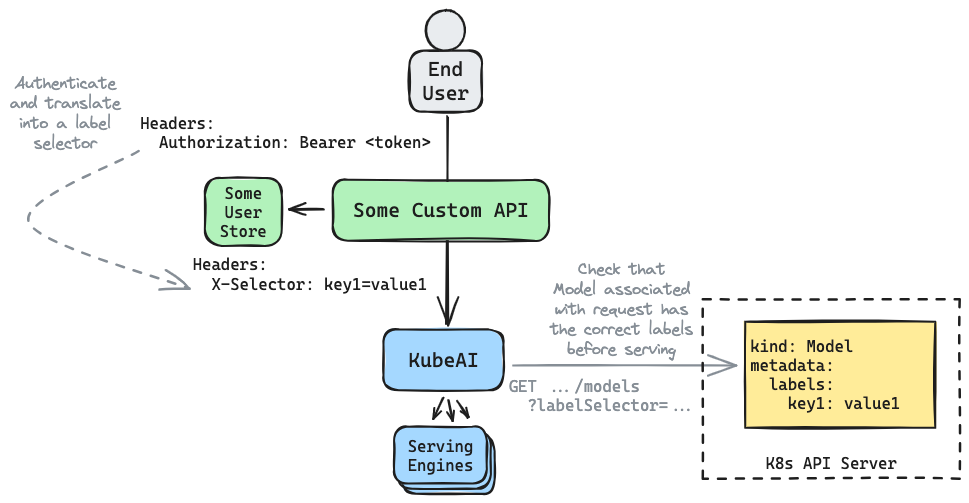 End
User
Authenticate
and translate
into a label
selector
Headers:
Authorization: Bearer <token>
Some
User
Store
Some Custom API
Headers:
X-Selector: key1=value1
Check that
Model associated
with request has
the correct labels
before serving
KubeAI
GET .../models
?labelSelector=...
kind: Model
metadata:
labels:
key1: value1
K8s API Server
Serving
Engines